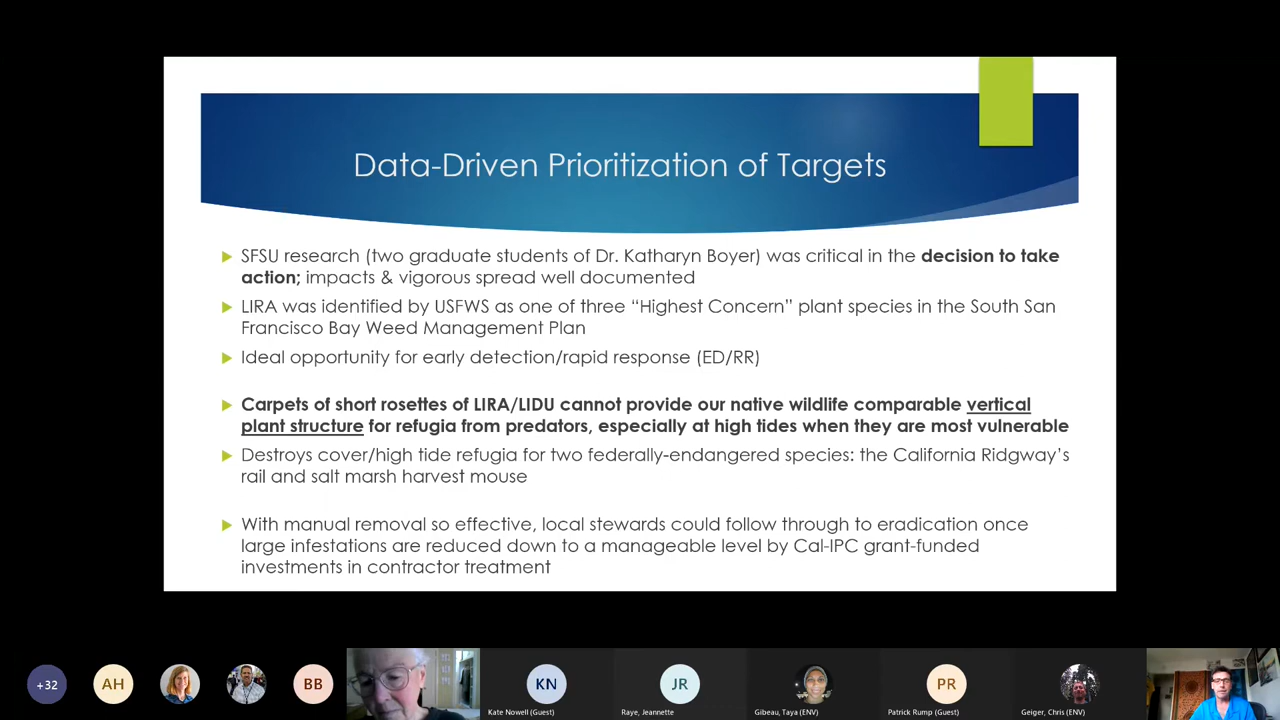 Data-Driven Prioritization of Targets
SFSU research (two graduate students of Dr. Katharyn Boyer) was critical in the decision to take
action; impacts & vigorous spread well documented
LIRA was identified by USFWS as one of three “Highest Concern” plant species in the South San
Francisco Bay Weed Management Plan
Ideal opportunity for early detection/rapid response (ED/RR)
Carpets of short rosettes of LIRA/LIDU cannot provide our native wildlife comparable vertical
plant structure for refugia from predators, especially at high tides when they are most vulnerable
Destroys cover/high tide refugia for two federally-endangered species: the California Ridgway’s
rail and salt marsh harvest mouse
With manual removal so effective, local stewards could follow through to eradication once
large infestations are reduced down to a manageable level by Cal-IPC grant-funded
investments in contractor treatment
+32
AH
BB
KN
JR
PR
Kate Nowell (Guest)
Raye, Jeannette
Gibeau, Taya (ENV)
Patrick Rump (Guest)
Geiger, Chris (ENV)